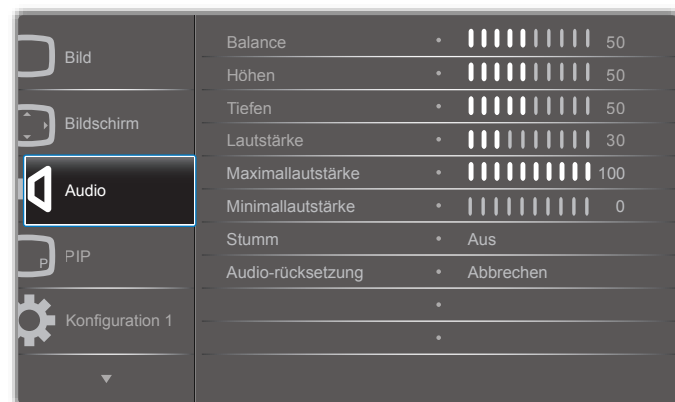 Bild
Bildschirm
Audio
P
PIP
Konfiguration 1
Balance • 50
Höhen • 50
Tiefen • 50
Lautstärke • 30
Maximallautstärke • 100
Minimallautstärke • 0
Stumm • Aus
Audio-rücksetzung • Abbrechen
•
•